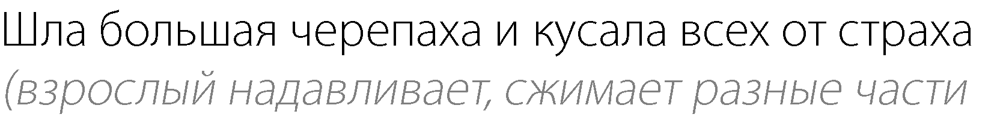 Шла большая черепаха и кусала всех от страха
(взрослый надавливает, сжимает разные части